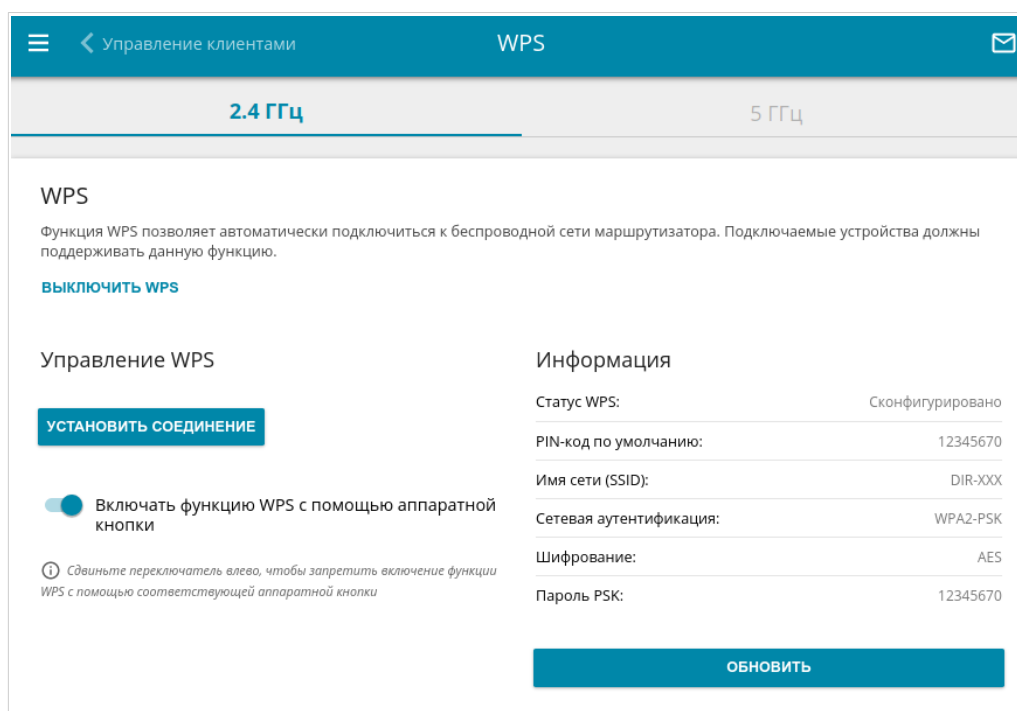 Управление клиентами
WPS
2.4 ГГц
5 ГГц
WPS
Функция WPS позволяет автоматически подключиться к беспроводной сети маршрутизатора. Подключаемые устройства должны
поддерживать данную функцию.
ВЫКЛЮЧИТЬ WPS
Управление WPS
УСТАНОВИТЬ СОЕДИНЕНИЕ
Включать функцию WPS с помощью аппаратной
кнопки
Сдвиньте переключатель влево, чтобы запретить включение функции
WPS с помощью соответствующей аппаратной кнопки
Информация
Статус WPS: Сконфигурировано
PIN-код по умолчанию: 12345670
Имя сети (SSID): DIR-XXX
Сетевая аутентификация: WPA2-PSK
Шифрование: AES
Пароль PSK: 12345670
ОБНОВИТЬ